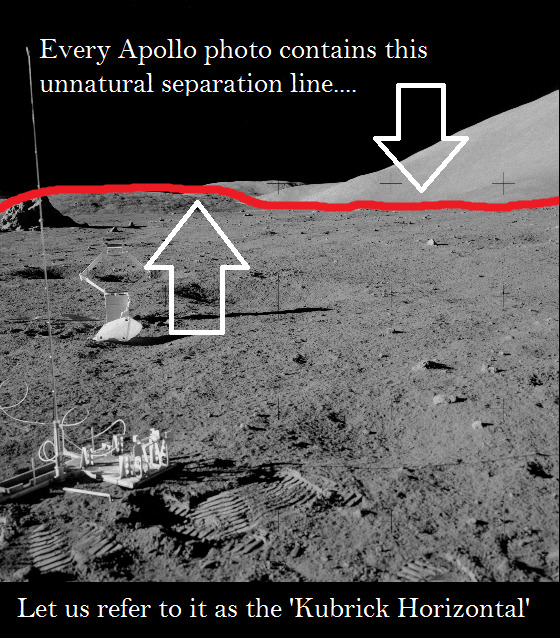 Every Apollo photo contains this
unnatural separation line....
Let us refer to it as the 'Kubrick Horizontal'